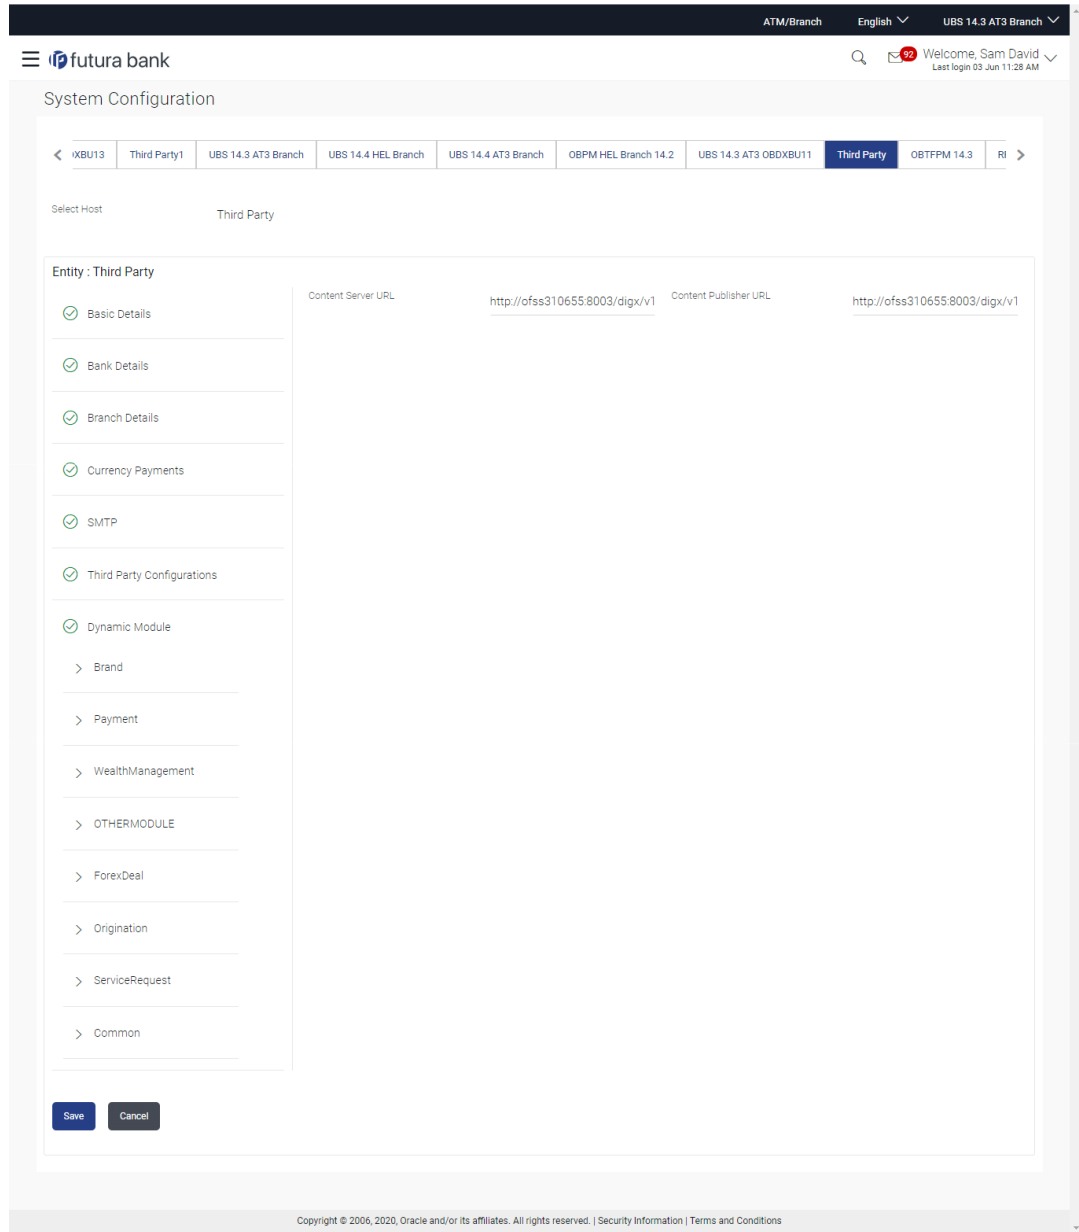 ATM/Branch English UBS 14.3 AT3 Branch
futura bank 92 Welcome, Sam David
Last login 03 Jun 11:28 AM
System Configuration
XBU13 Third Party1 UBS 14.3 AT3 Branch UBS 14.4 HEL Branch UBS 14.4 AT3 Branch OBPM HEL Branch 14.2 UBS 14.3 AT3 OBDXBU11 Third Party OBTFPM 14.3
Select Host Third Party
Entity : Third Party
Content Server URL http://ofss310655:8003/digx/v1 Content Publisher URL http://ofss310655:8003/digx/v1
Basic Details
Bank Details
Branch Details
Currency Payments
SMTP
Third Party Configurations
Dynamic Module
Brand
Payment
WealthManagement
OTHERMODULE
ForexDeal
Origination
ServiceRequest
Common
Save Cancel
Copyright © 2006, 2020, Oracle and/or its affiliates. All rights reserved. | Security Information | Terms and Conditions